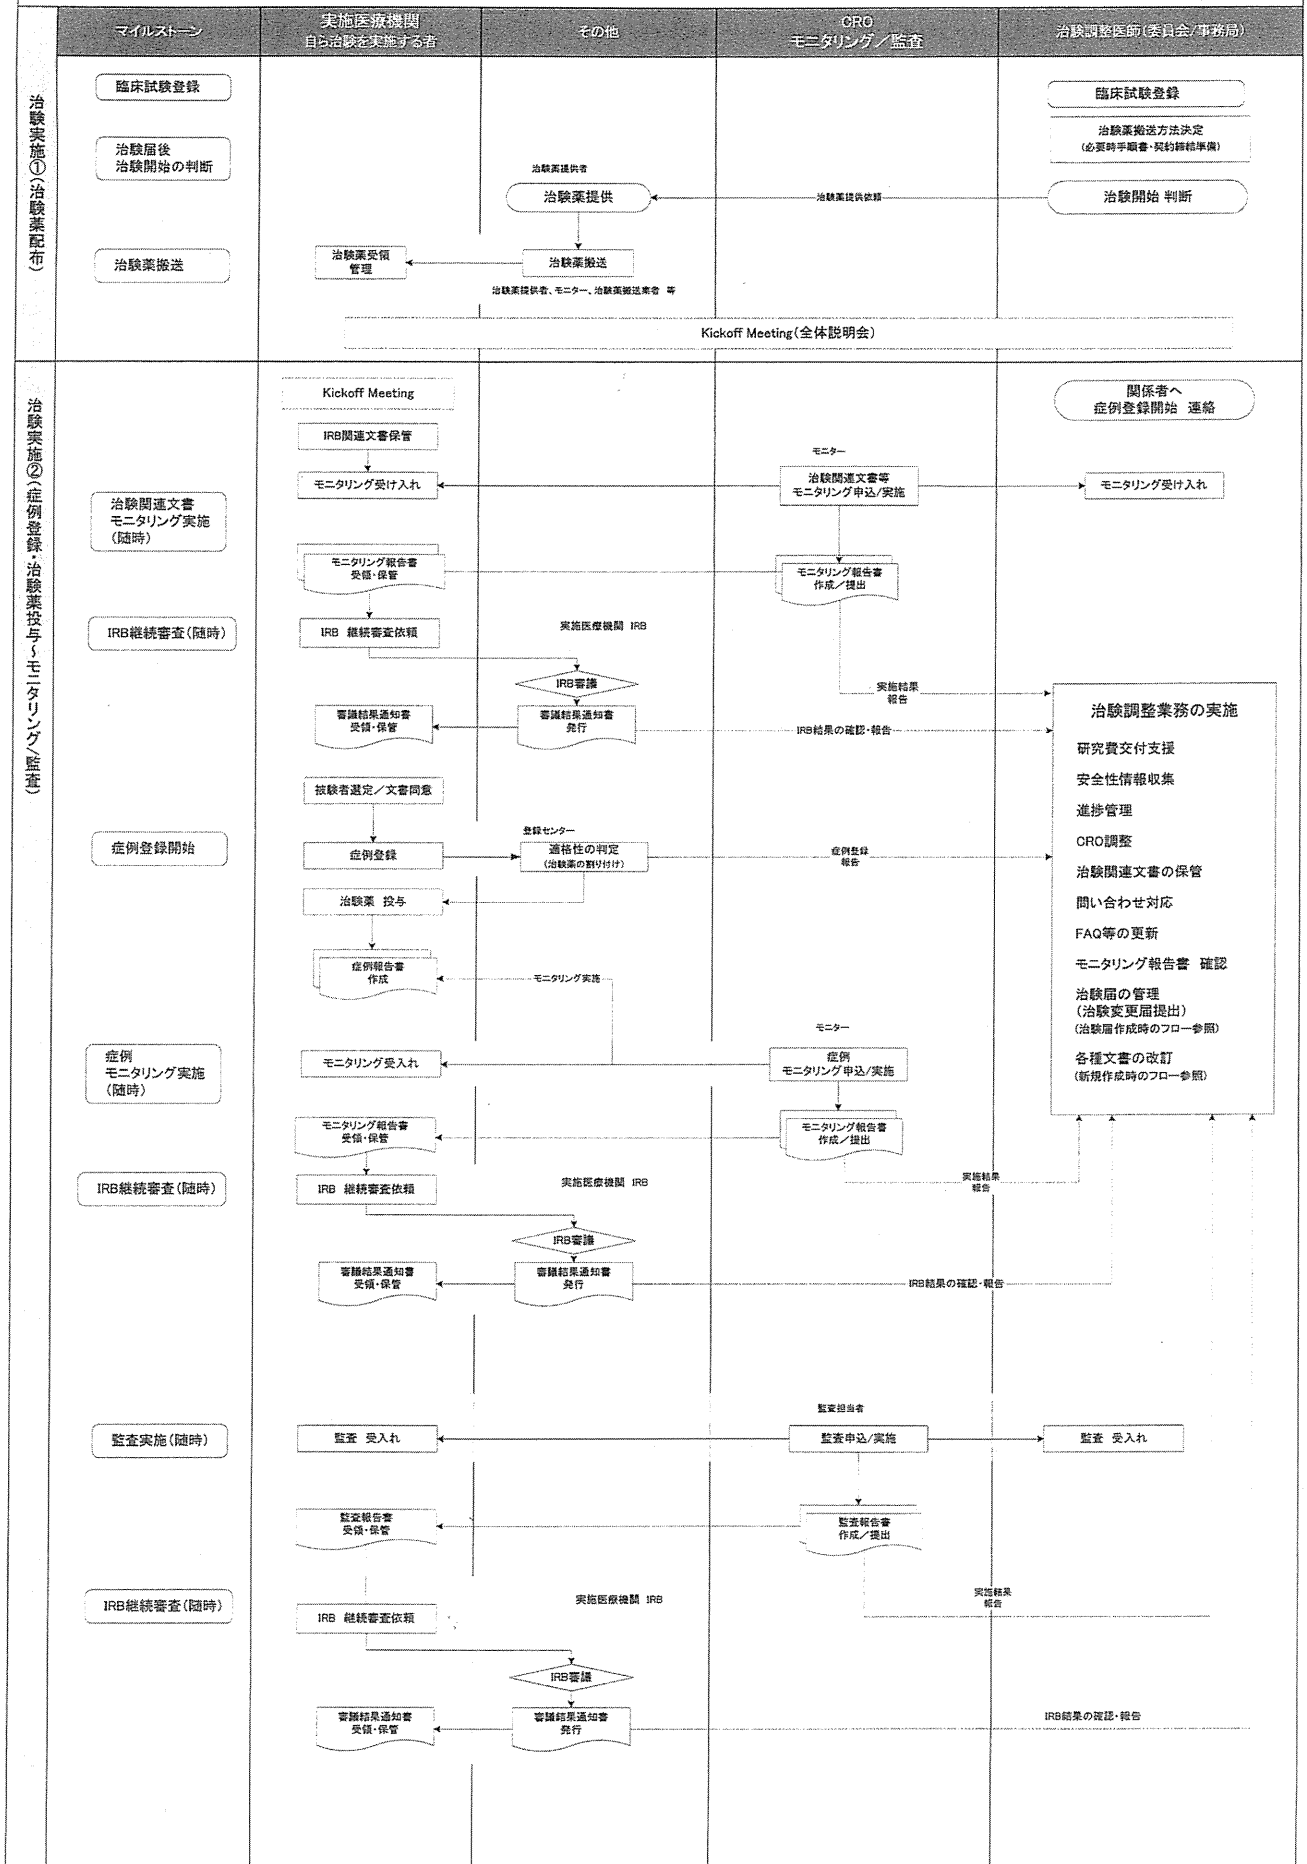 マイルストーン
実施医療機関
自ら治験を実施する者
その他
CRO
モニタリング／監査
治験調整医師(委員会/事務局)
治験実施①(治験薬配布)
臨床試験登録
臨床試験登録
治験薬搬送方法決定
(必要時手順書・契約締結準備)
治験届後
治験開始の判断
治験薬提供者
治験薬提供
治験薬提供依頼
治験開始 判断
治験薬搬送
治験薬受領
管理
治験薬搬送
治験薬提供者、モニター、治験薬搬送業者 等
Kickoff Meeting(全体説明会)
治験実施②(症例登録・治験薬投与～モニタリング/監査)
Kickoff Meeting
関係者へ
症例登録開始 連絡
IRB関連文書保管
モニター
モニタリング受け入れ
治験関連文書等
モニタリング申込/実施
モニタリング受け入れ
治験関連文書
モニタリング実施
(随時)
モニタリング報告書
受領・保管
モニタリング報告書
作成／提出
IRB継続審査(随時)
IRB 継続審査依頼
実施医療機関 IRB
IRB審議
実施結果
報告
審議結果通知書
受領・保管
審議結果通知書
発行
IRB結果の確認・報告
治験調整業務の実施
研究費交付支援
安全性情報収集
進捗管理
CRO調整
治験関連文書の保管
問い合わせ対応
FAQ等の更新
モニタリング報告書 確認
治験届の管理
(治験変更届提出)
(治験届作成時のフロー参照)
各種文書の改訂
(新規作成時のフロー参照)
被験者選定／文書同意
登録センター
症例登録開始
症例登録
適格性の判定
(治験薬の割り付け)
症例登録
報告
治験薬 投与
症例報告書
作成
モニタリング実施
モニター
症例
モニタリング実施
(随時)
モニタリング受入れ
症例
モニタリング申込/実施
モニタリング報告書
受領・保管
モニタリング報告書
作成／提出
IRB継続審査(随時)
IRB 継続審査依頼
実施医療機関 IRB
実施結果
報告
IRB審議
審議結果通知書
受領・保管
審議結果通知書
発行
IRB結果の確認・報告
監査担当者
監査実施(随時)
監査 受入れ
監査申込/実施
監査 受入れ
監査報告書
受領・保管
監査報告書
作成／提出
IRB継続審査(随時)
IRB 継続審査依頼
実施医療機関 IRB
実施結果
報告
IRB審議
審議結果通知書
受領・保管
審議結果通知書
発行
IRB結果の確認・報告